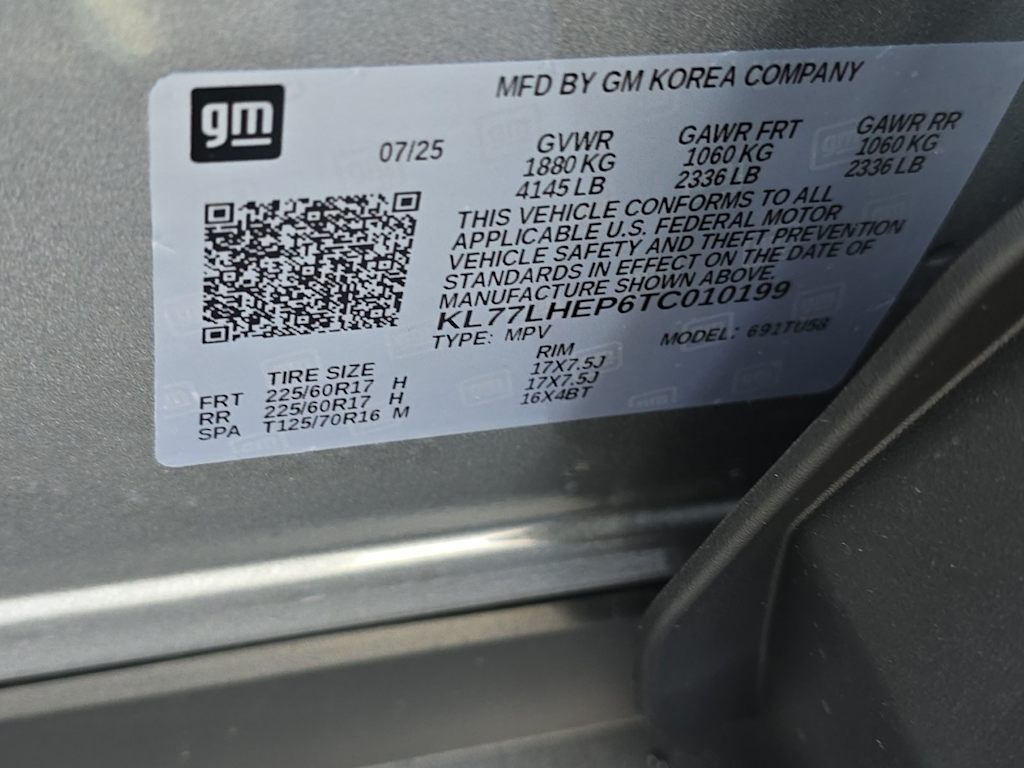 gm
MFD BY GM KOREA COMPANY
07/25
GVWR GAWR FRT GAWR RR
1880 KG 1060 KG 1060 KG
4145 LB 2336 LB 2336 LB
THIS VEHICLE CONFORMS TO ALL
APPLICABLE U.S. FEDERAL MOTOR
VEHICLE SAFETY AND THEFT PREVENTION
STANDARDS IN EFFECT ON THE DATE OF
MANUFACTURE SHOWN ABOVE.
KL77LHEP6TC010199
TYPE: MPV MODEL: 691TU58
TIRE SIZE RIM
FRT 225/60R17 H 17X7.5J
RR 225/60R17 H 17X7.5J
SPA T125/70R16 M 16X4BT